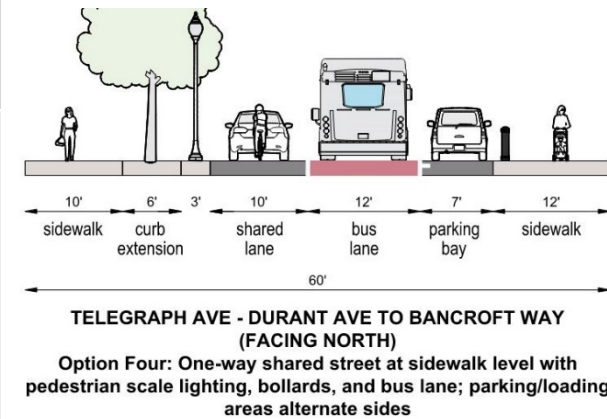 10' 6' 3' 10' 12' 7' 12'
sidewalk curb extension shared lane bus lane parking bay sidewalk
60'
TELEGRAPH AVE - DURANT AVE TO BANCROFT WAY
(FACING NORTH)
Option Four: One-way shared street at sidewalk level with
pedestrian scale lighting, bollards, and bus lane; parking/loading
areas alternate sides